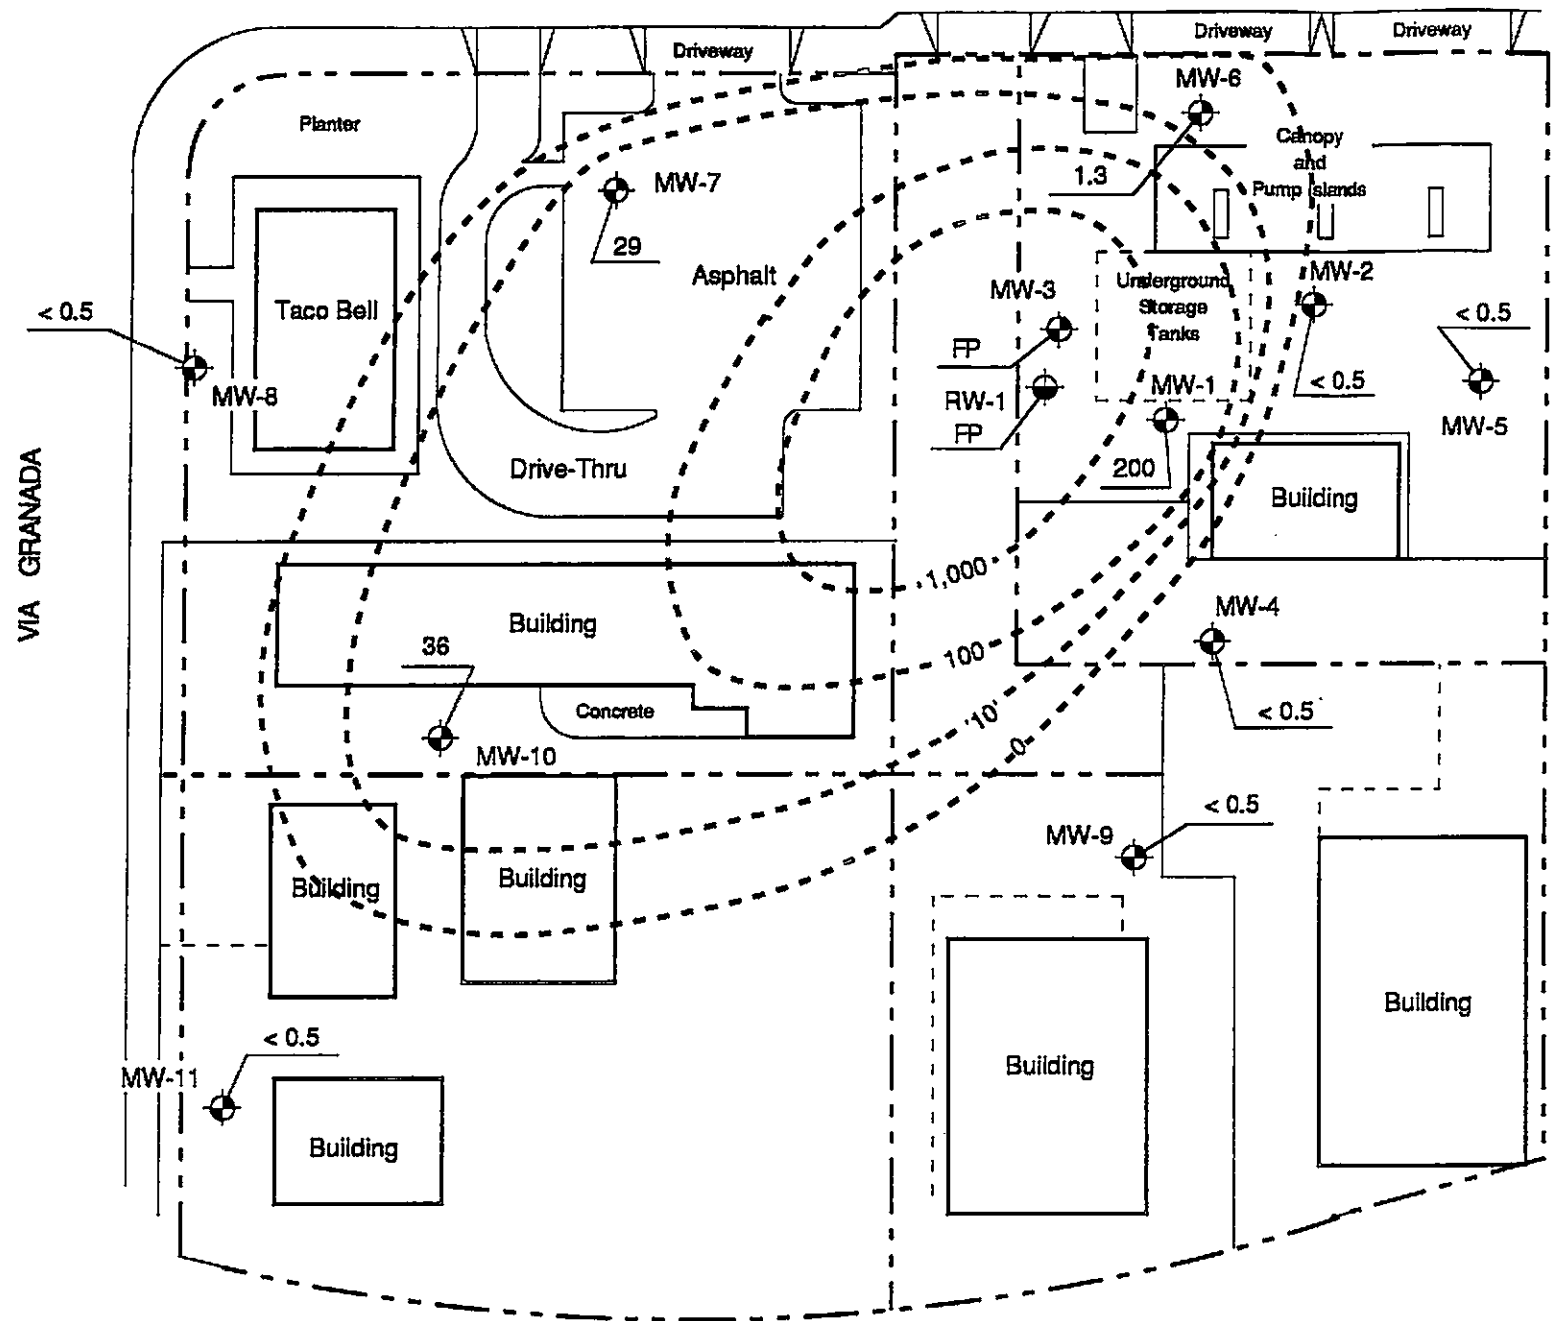 Driveway
Driveway
Driveway
MW-6
Planter
Canopy
and
Pump Islands
1.3
MW-7
29
Asphalt
MW-3
Underground
Storage
Tanks
MW-2
Taco Bell
< 0.5
MW-8
FP
RW-1
FP
MW-1
< 0.5
< 0.5
MW-5
200
Drive-Thru
Building
VIA GRANADA
1,000
Building
MW-4
36
100
Concrete
10
0
< 0.5
MW-10
< 0.5
MW-9
Building
Building
Building
Building
< 0.5
MW-11
Building